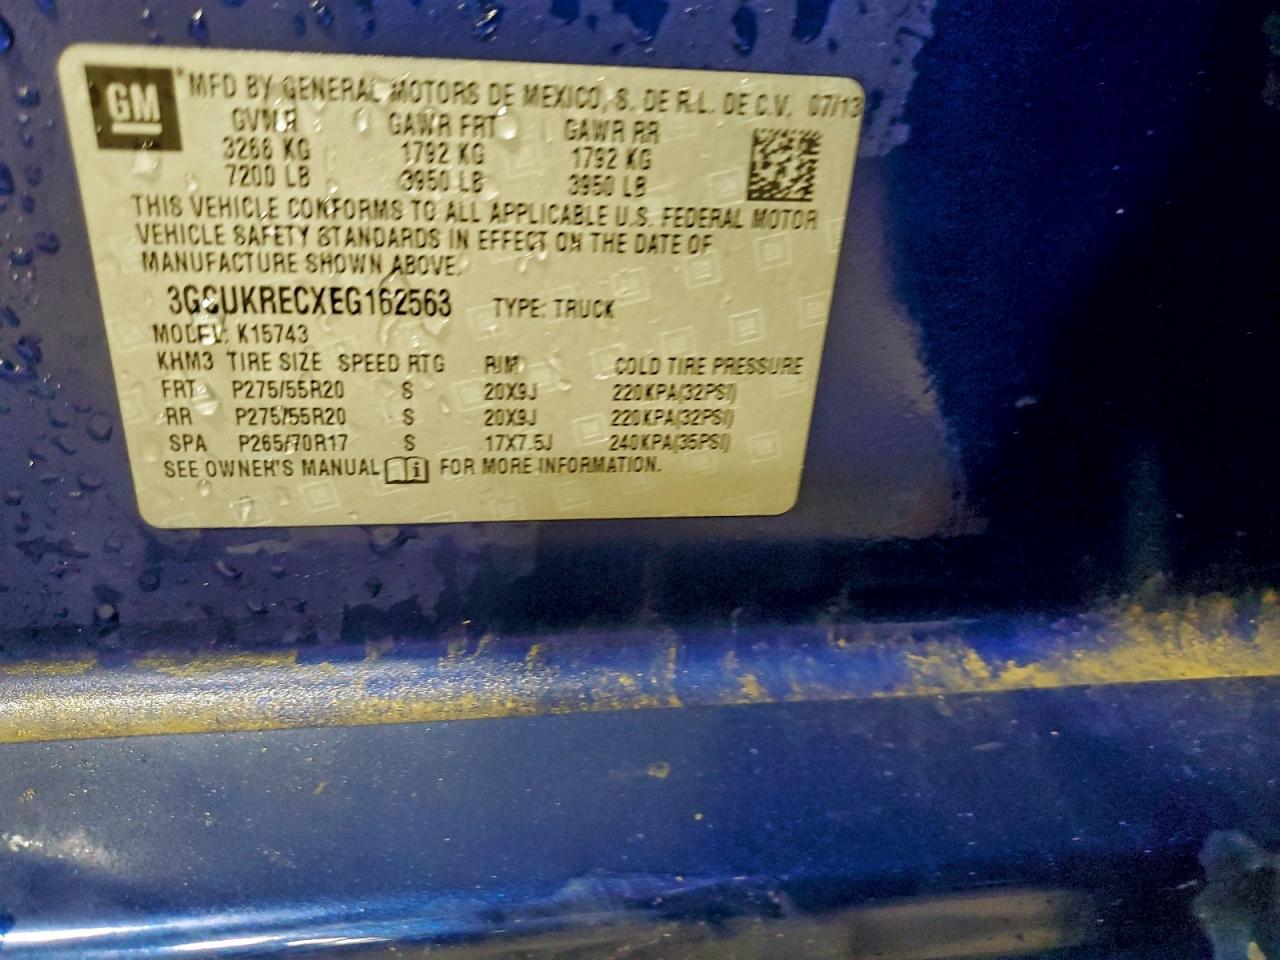 GM
*MFD BY GENERAL MOTORS DE MEXICO, S. DE R.L. DE C.V. 07/13
GVWR GAWR FRT GAWR RR
3266 KG 1792 KG 1792 KG
7200 LB 3950 LB 3950 LB
THIS VEHICLE CONFORMS TO ALL APPLICABLE U.S. FEDERAL MOTOR
VEHICLE SAFETY STANDARDS IN EFFECT ON THE DATE OF
MANUFACTURE SHOWN ABOVE.
3GCUKRECXEG162563 TYPE: TRUCK
MODEL: K15743
KHM3 TIRE SIZE SPEED RTG RIM COLD TIRE PRESSURE
FRT P275/55R20 S 20X9J 220KPA(32PSI)
RR P275/55R20 S 20X9J 220KPA(32PSI)
SPA P265/70R17 S 17X7.5J 240KPA(35PSI)
SEE OWNER'S MANUAL FOR MORE INFORMATION.